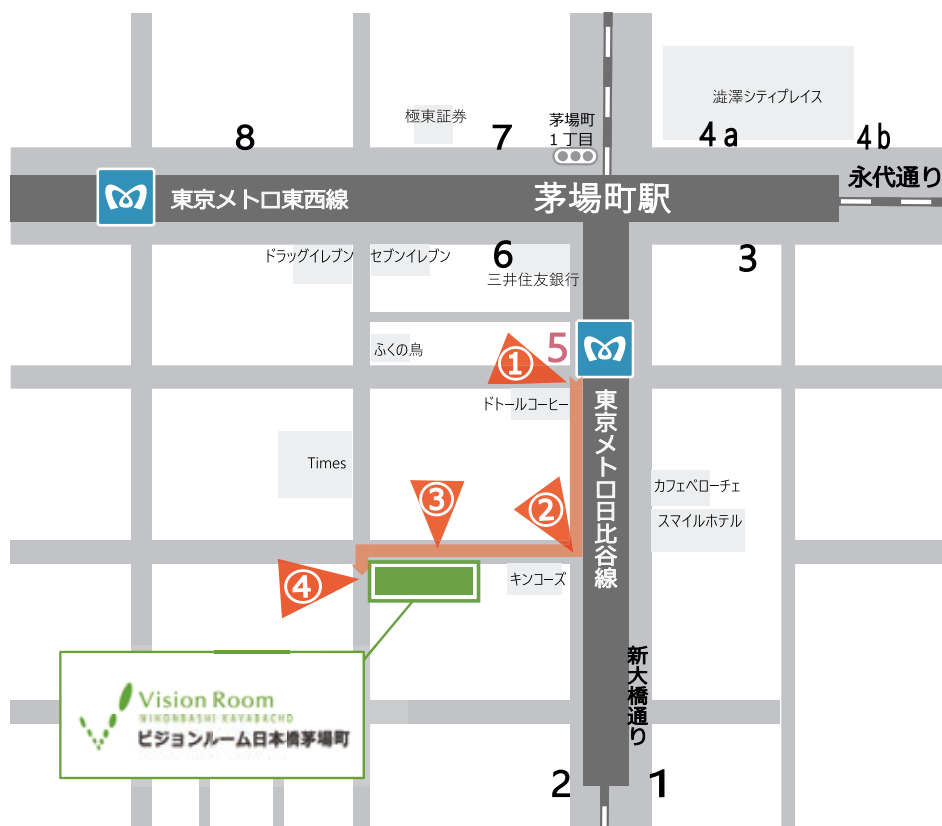 澁澤シティプレイス
極東証券
茅場町
1丁目
8
7
4a
4b
永代通り
東京メトロ東西線
茅場町駅
ドラッグイレブン
セブンイレブン
6
三井住友銀行
3
ふくの鳥
5
①
ドトールコーヒー
東京メトロ日比谷線
Times
③
②
カフェベローチェ
スマイルホテル
④
キンコーズ
新大橋通り
Vision Room
NIHONBASHI KAYABACHO
ビジョンルーム日本橋茅場町
2
1